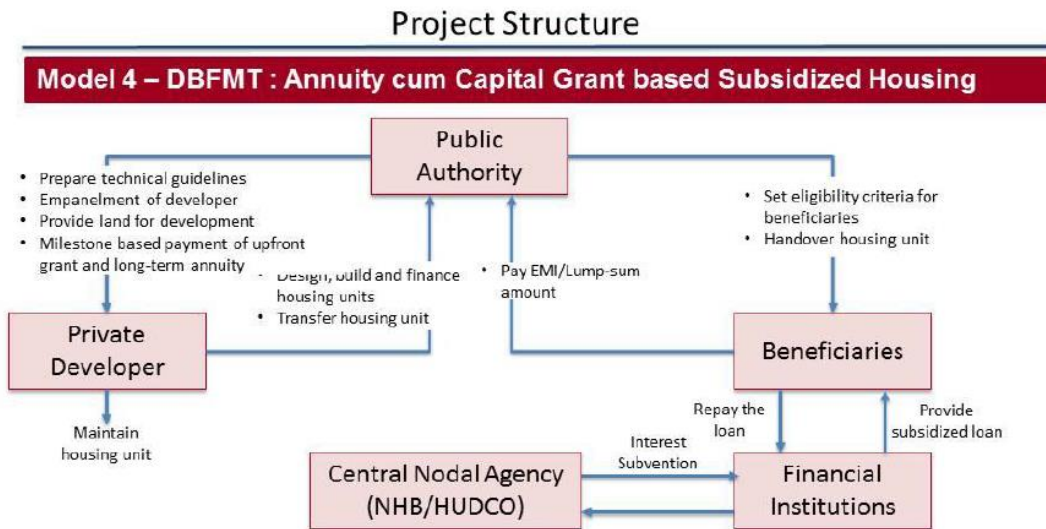 Project Structure
Model 4 – DBFMT : Annuity cum Capital Grant based Subsidized Housing
Public
Authority
• Prepare technical guidelines
• Empanelment of developer
• Provide land for development
• Milestone based payment of upfront
grant and long-term annuity
• Design, build and finance
housing units
• Transfer housing unit
• Pay EMI/Lump-sum
amount
• Set eligibility criteria for
beneficiaries
• Handover housing unit
Private
Developer
Beneficiaries
Maintain
housing unit
Repay the
loan
Provide
subsidized loan
Interest
Subvention
Central Nodal Agency
(NHB/HUDCO)
Financial
Institutions